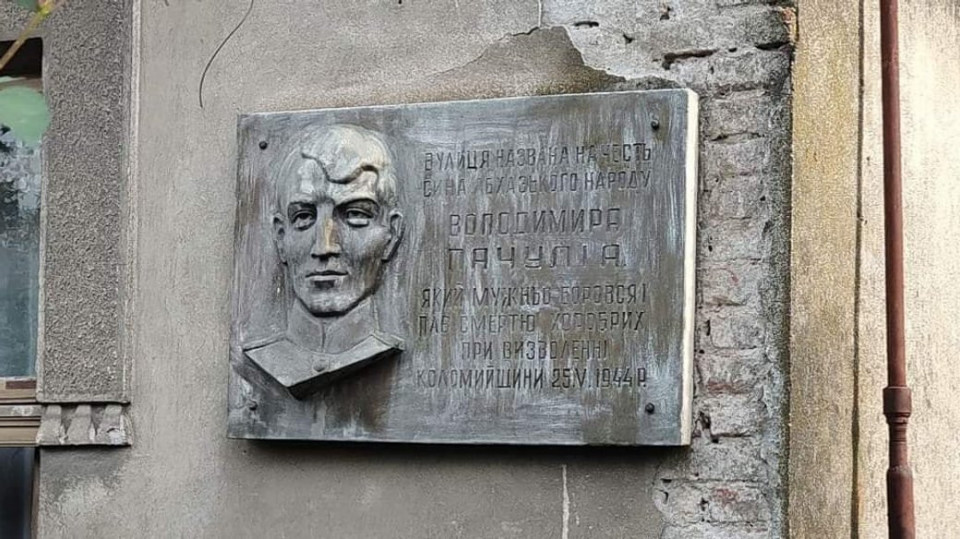 ВУЛИЦЯ НАЗВАНА НА ЧЕСТЬ
СИНА АБХАЗЬКОГО НАРОДУ
ВОЛОДИМИРА
ПАЧУЛІА,
ЯКИЙ МУЖНЬО БОРОВСЯ І
ПАВ СМЕРТЮ ХОРОБРИХ
ПРИ ВИЗВОЛЕННІ
КОЛОМИЙЩИНИ 25.V.1944 Р.